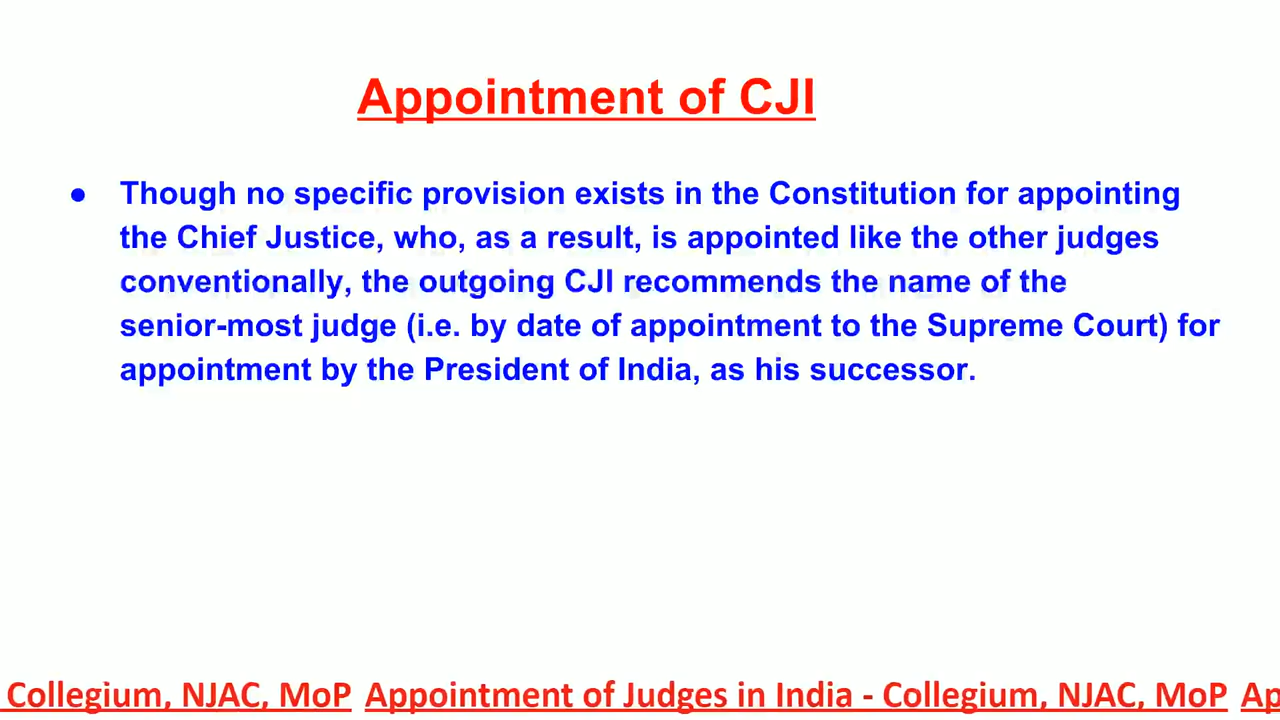 Appointment of CJI
● Though no specific provision exists in the Constitution for appointing
the Chief Justice, who, as a result, is appointed like the other judges
conventionally, the outgoing CJI recommends the name of the
senior-most judge (i.e. by date of appointment to the Supreme Court) for
appointment by the President of India, as his successor.
Collegium, NJAC, MoP Appointment of Judges in India - Collegium, NJAC, MoP Ap